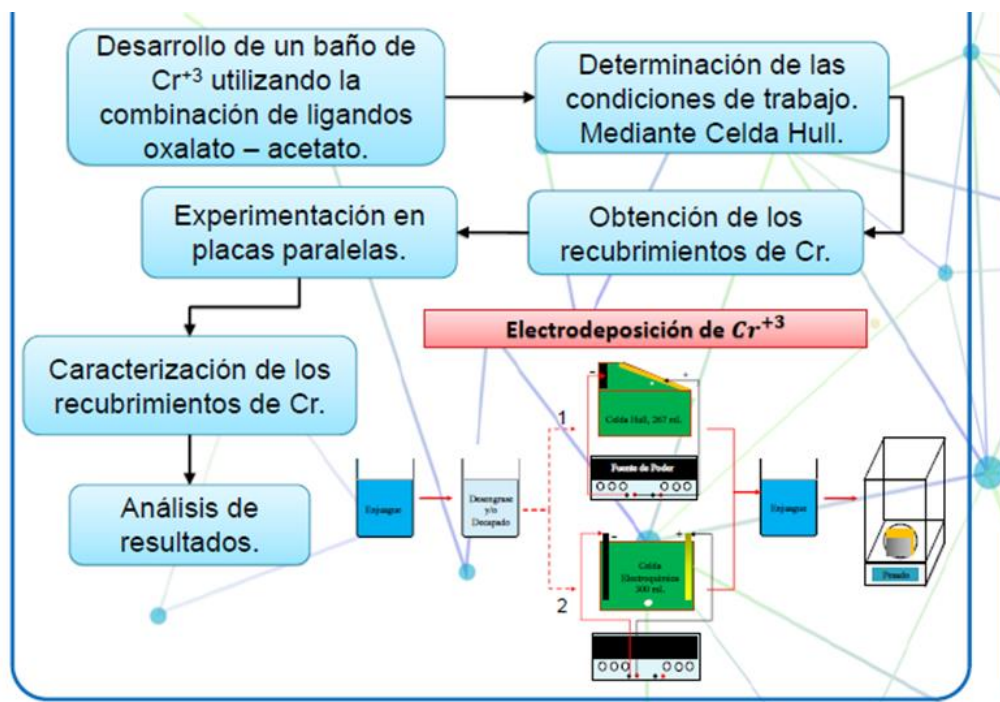 Desarrollo de un baño de
Cr+3 utilizando la
combinación de ligandos
oxalato – acetato.
Determinación de las
condiciones de trabajo.
Mediante Celda Hull.
Obtención de los
recubrimientos de Cr.
Experimentación en
placas paralelas.
Caracterización de los
recubrimientos de Cr.
Análisis de
resultados.
Electrodeposición de Cr+3
Enjuague
Desengrase
y/o
Decapado
1
-
+
Celda Hull, 267 mL
Fuente de Poder
2
-
+
Celda
Electroquímica
300 mL
Enjuague
Pesado